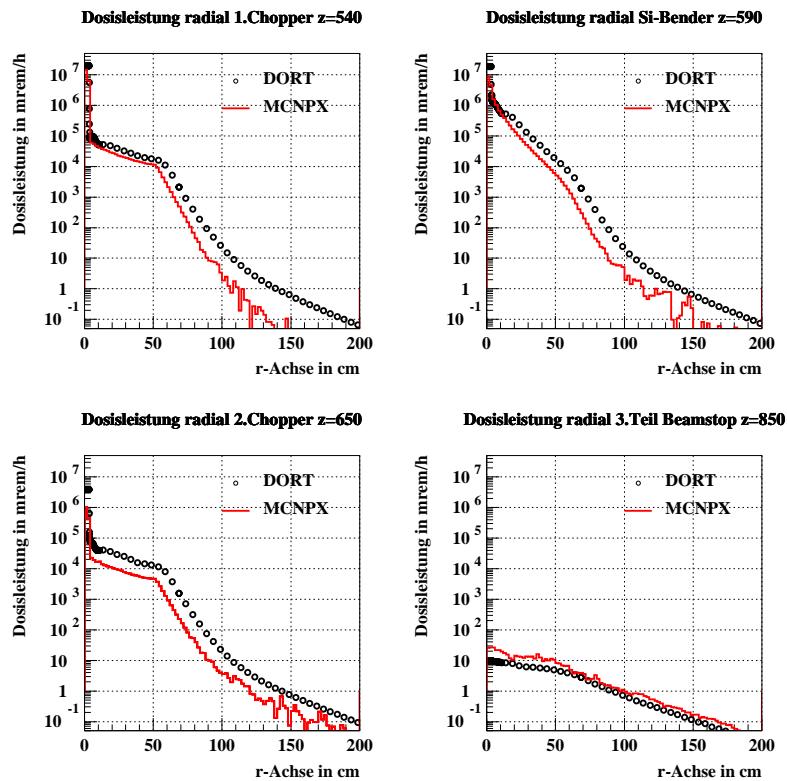 Dosisleistung radial 1.Chopper z=540
Dosisleistung in mrem/h
10 7
10 6
10 5
10 4
10 3
10 2
10
1
10 -1
DORT
MCNPX
0 50 100 150 200
r-Achse in cm
Dosisleistung radial Si-Bender z=590
Dosisleistung in mrem/h
10 7
10 6
10 5
10 4
10 3
10 2
10
1
10 -1
DORT
MCNPX
0 50 100 150 200
r-Achse in cm
Dosisleistung radial 2.Chopper z=650
Dosisleistung in mrem/h
10 7
10 6
10 5
10 4
10 3
10 2
10
1
10 -1
DORT
MCNPX
0 50 100 150 200
r-Achse in cm
Dosisleistung radial 3.Teil Beamstop z=850
Dosisleistung in mrem/h
10 7
10 6
10 5
10 4
10 3
10 2
10
1
10 -1
DORT
MCNPX
0 50 100 150 200
r-Achse in cm